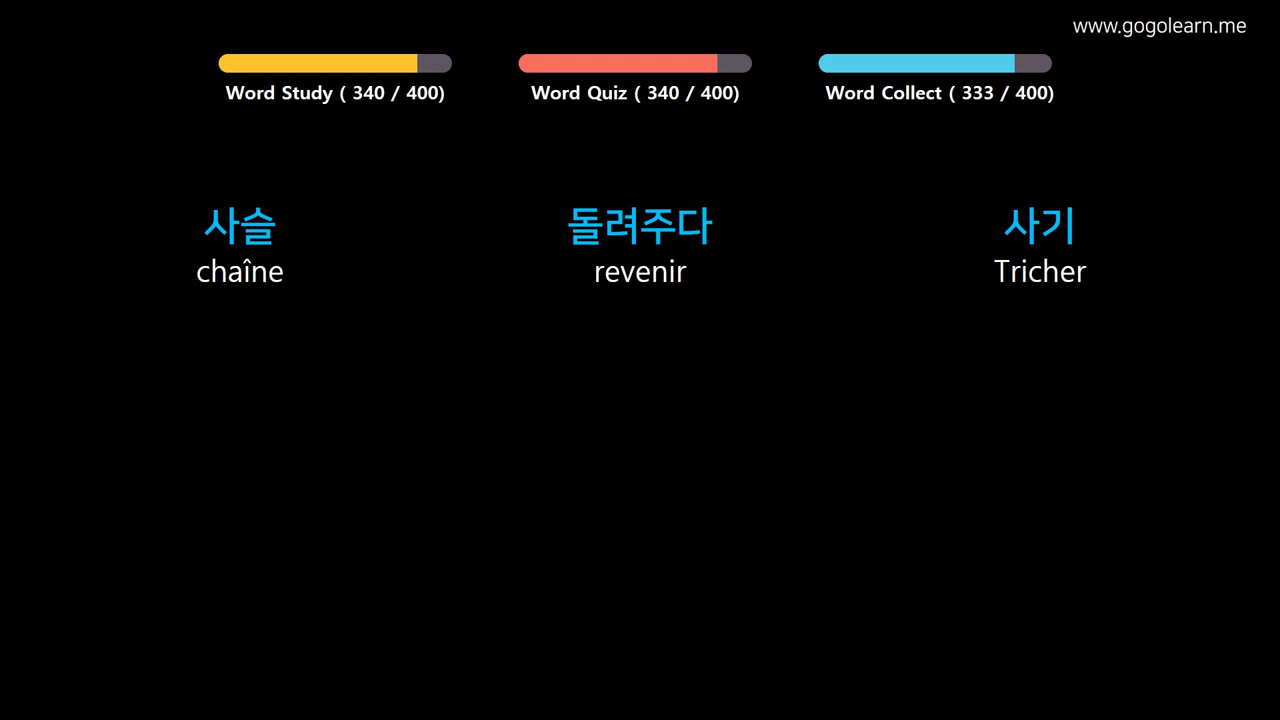 www.gogolearn.me
Word Study ( 340 / 400)
Word Quiz ( 340 / 400)
Word Collect ( 333 / 400)
사슬
chaîne
돌려주다
revenir
사기
Tricher